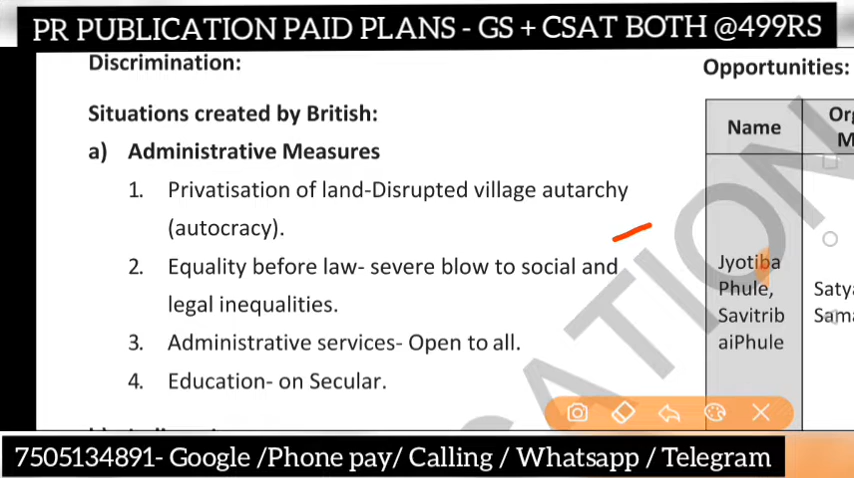 PR PUBLICATION PAID PLANS - GS + CSAT BOTH @499RS
Discrimination:
Situations created by British:
a) Administrative Measures
1. Privatisation of land-Disrupted village autarchy
(autocracy).
2. Equality before law- severe blow to social and
legal inequalities.
3. Administrative services- Open to all.
4. Education- on Secular.
Opportunities:
Name
Jyotiba
Phule,
Savitrib
aiPhule
7505134891- Google /Phone pay/ Calling / Whatsapp / Telegram